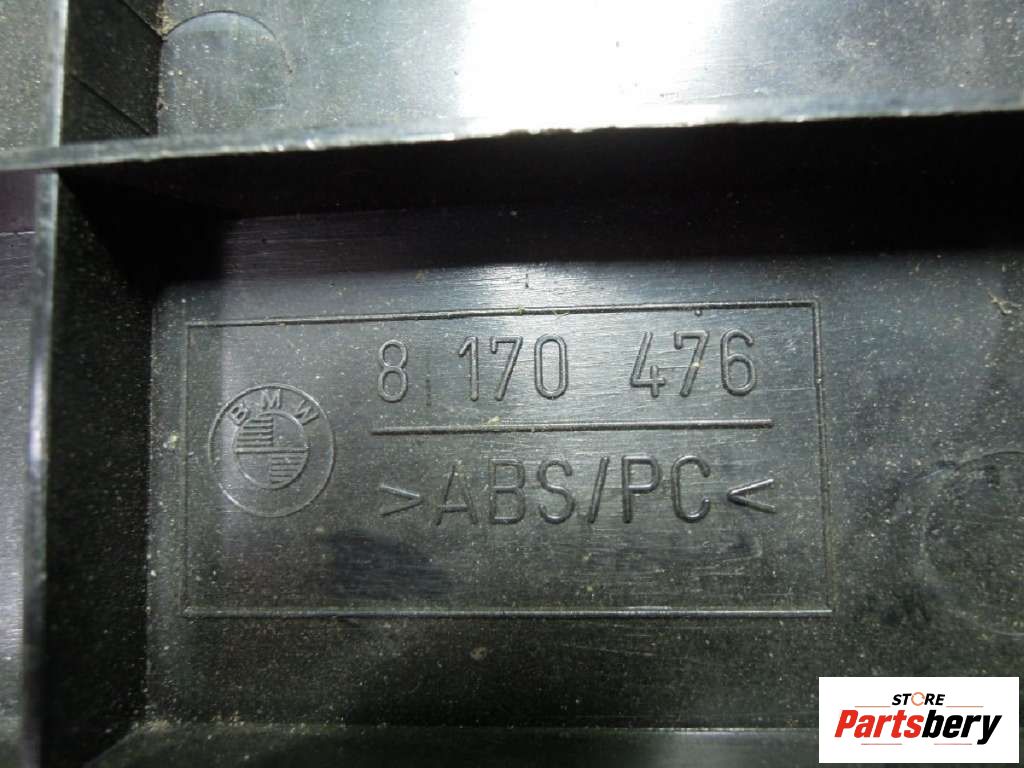 8 170 476
BMW
>ABS/PC<
STORE
Partsbery